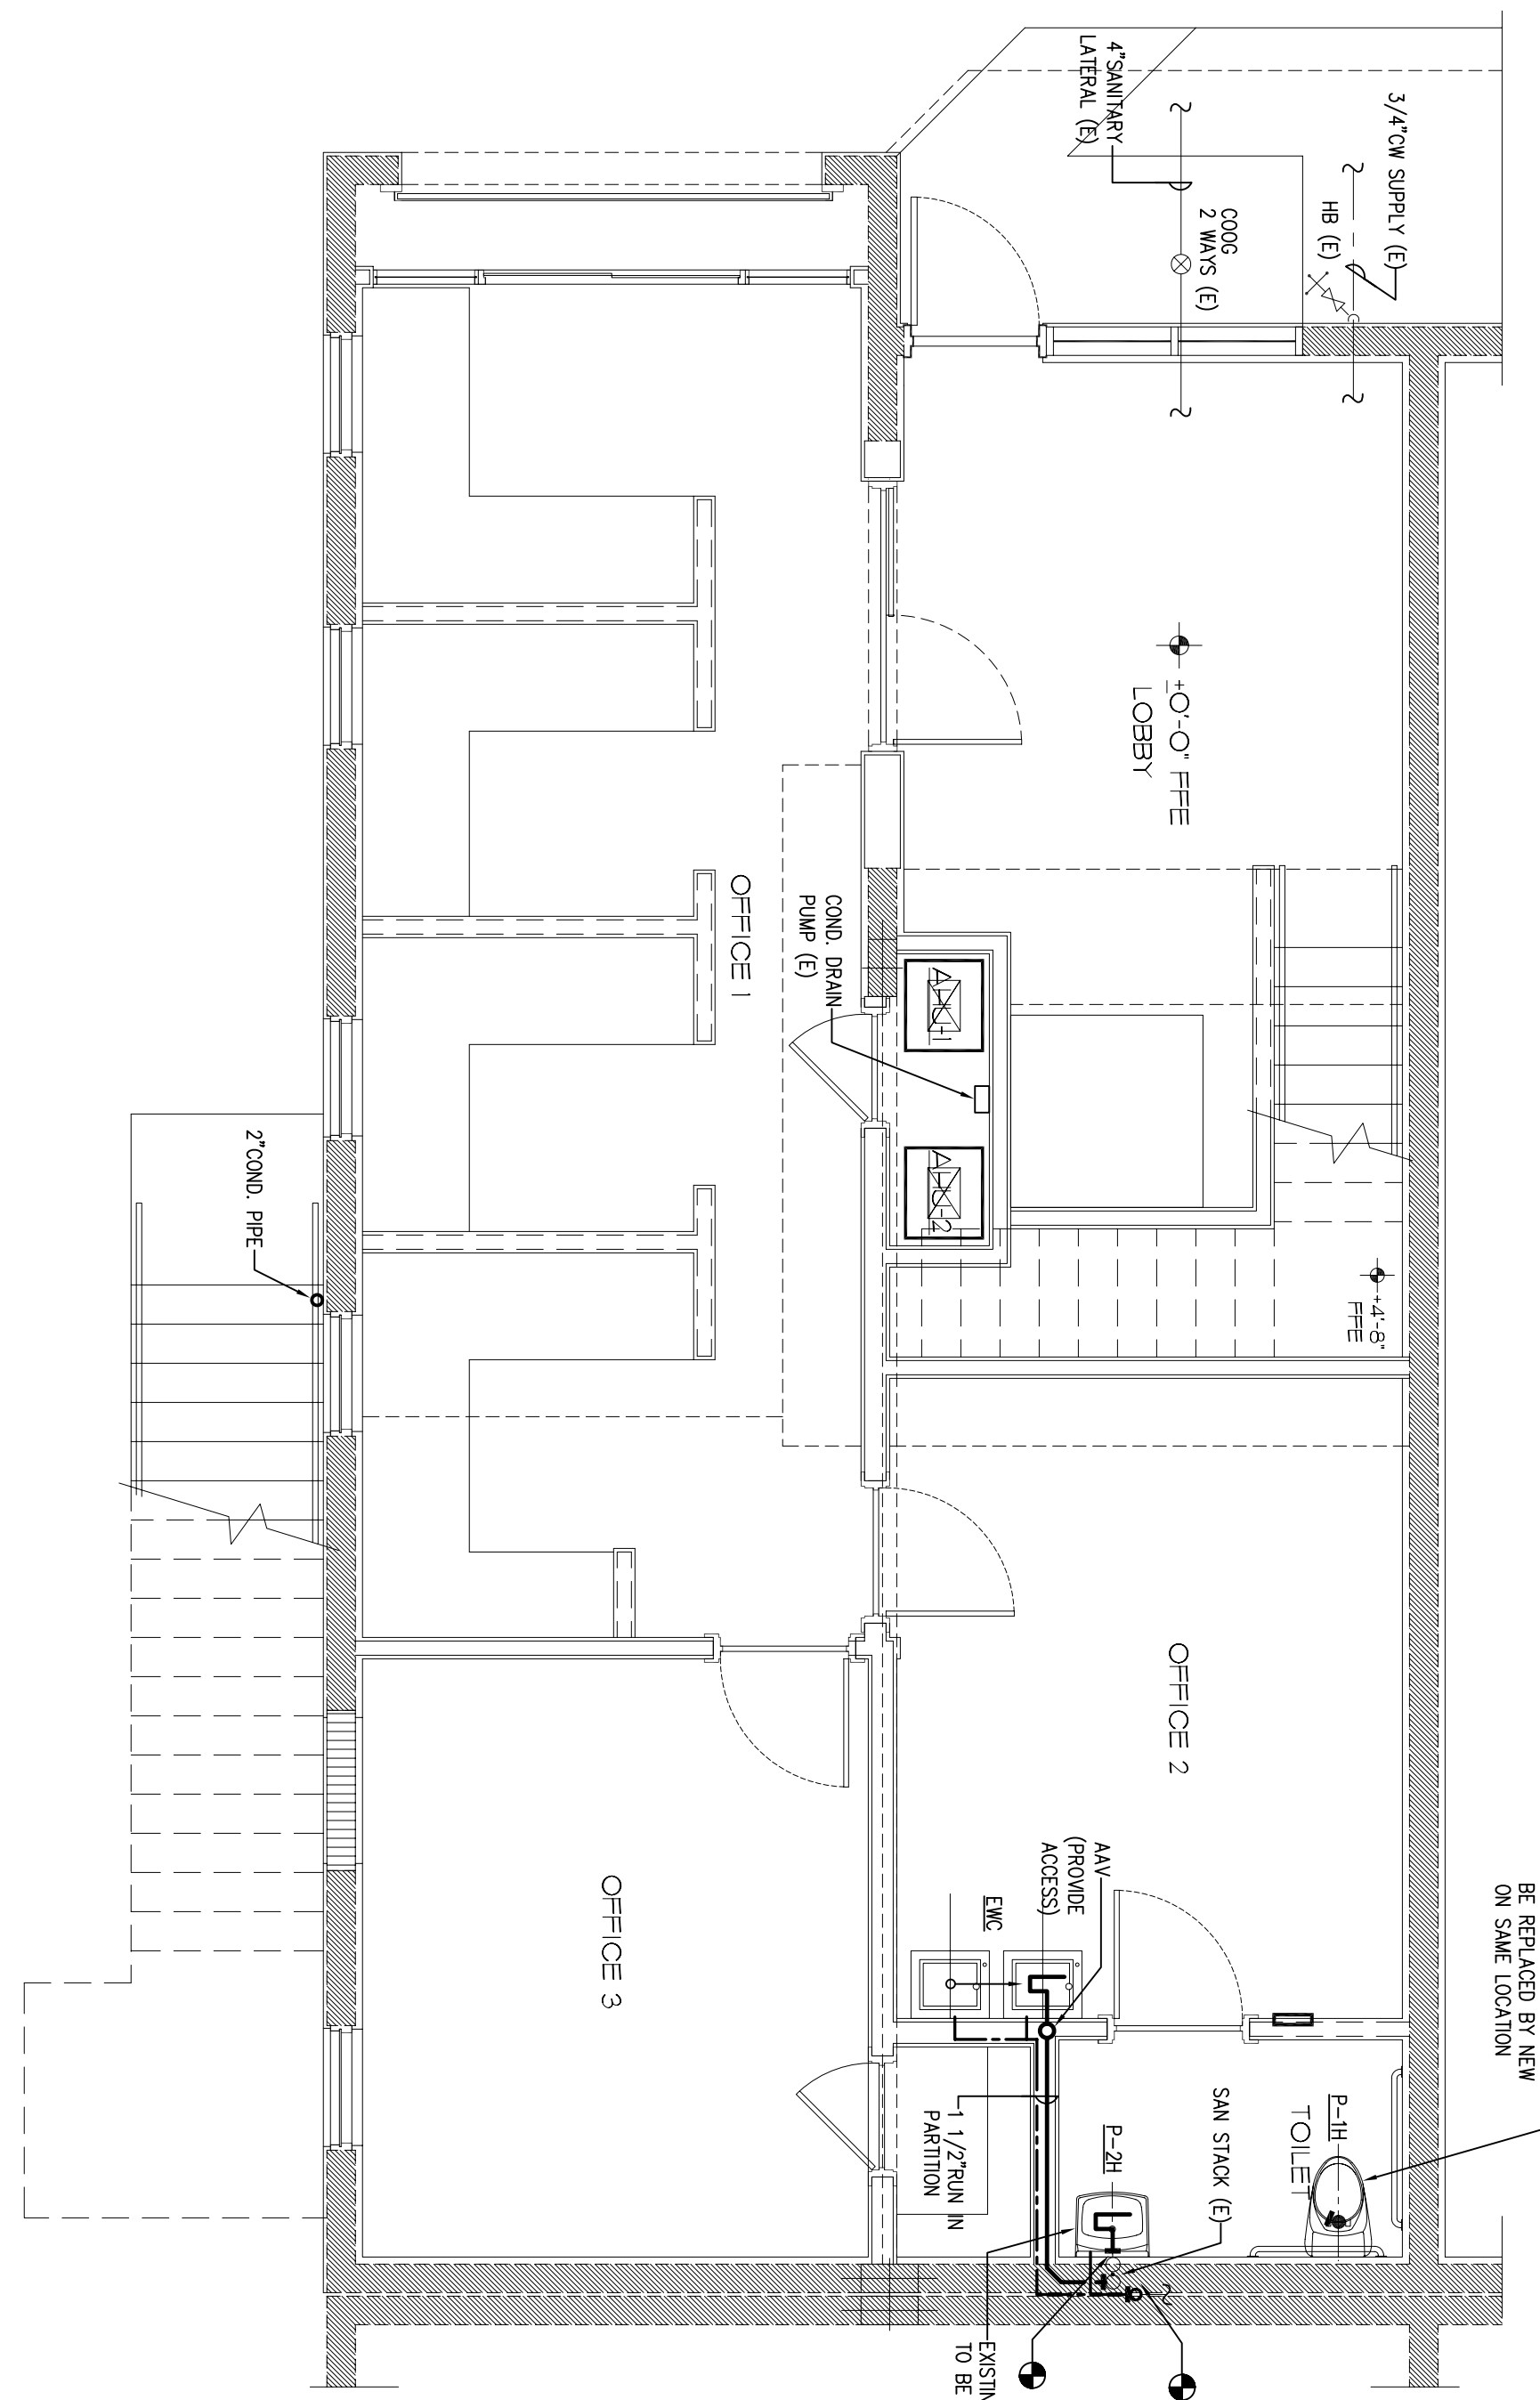 4"SANITARY
LATERAL (E)
3/4"CW SUPPLY (E)
HB (E)
COOG
2 WAYS (E)
±0'-0" FFE
LOBBY
OFFICE 1
COND. DRAIN
PUMP (E)
AHU-1
AHU-2
+4'-8"
FFE
2"COND. PIPE
OFFICE 2
OFFICE 3
AAV
(PROVIDE
ACCESS)
EWC
1 1/2"RUN IN
PARTITION
P-2H
SAN STACK (E)
P-1H
TOILET
BE REPLACED BY NEW
ON SAME LOCATION
TO BE